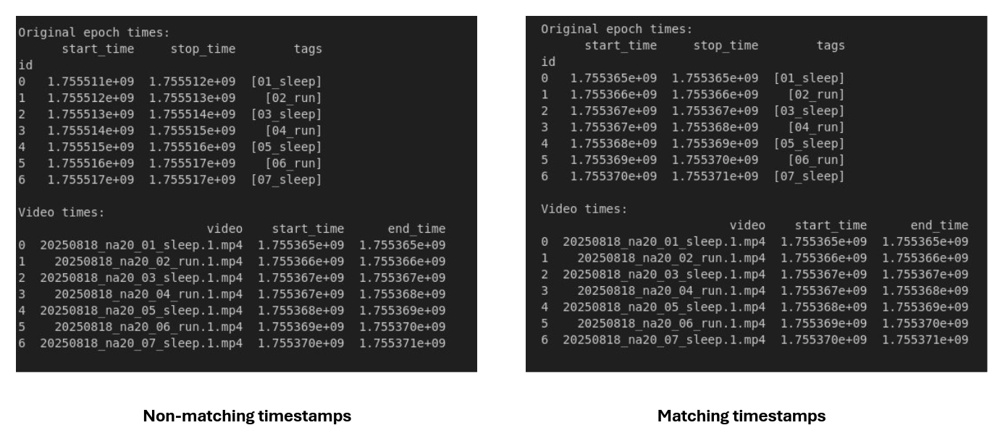 Original epoch times:
start_time stop_time tags
id
0 1.755511e+09 1.755512e+09 [01_sleep]
1 1.755512e+09 1.755513e+09 [02_run]
2 1.755513e+09 1.755514e+09 [03_sleep]
3 1.755514e+09 1.755515e+09 [04_run]
4 1.755515e+09 1.755516e+09 [05_sleep]
5 1.755516e+09 1.755517e+09 [06_run]
6 1.755517e+09 1.755517e+09 [07_sleep]
Video times:
video start_time end_time
0 20250818_na20_01_sleep.1.mp4 1.755365e+09 1.755365e+09
1 20250818_na20_02_run.1.mp4 1.755366e+09 1.755366e+09
2 20250818_na20_03_sleep.1.mp4 1.755367e+09 1.755367e+09
3 20250818_na20_04_run.1.mp4 1.755367e+09 1.755368e+09
4 20250818_na20_05_sleep.1.mp4 1.755368e+09 1.755369e+09
5 20250818_na20_06_run.1.mp4 1.755369e+09 1.755370e+09
6 20250818_na20_07_sleep.1.mp4 1.755370e+09 1.755371e+09
Non-matching timestamps
Original epoch times:
start_time stop_time tags
id
0 1.755365e+09 1.755365e+09 [01_sleep]
1 1.755366e+09 1.755366e+09 [02_run]
2 1.755367e+09 1.755367e+09 [03_sleep]
3 1.755367e+09 1.755368e+09 [04_run]
4 1.755368e+09 1.755369e+09 [05_sleep]
5 1.755369e+09 1.755370e+09 [06_run]
6 1.755370e+09 1.755371e+09 [07_sleep]
Video times:
video start_time end_time
0 20250818_na20_01_sleep.1.mp4 1.755365e+09 1.755365e+09
1 20250818_na20_02_run.1.mp4 1.755366e+09 1.755366e+09
2 20250818_na20_03_sleep.1.mp4 1.755367e+09 1.755367e+09
3 20250818_na20_04_run.1.mp4 1.755367e+09 1.755368e+09
4 20250818_na20_05_sleep.1.mp4 1.755368e+09 1.755369e+09
5 20250818_na20_06_run.1.mp4 1.755369e+09 1.755370e+09
6 20250818_na20_07_sleep.1.mp4 1.755370e+09 1.755371e+09
Matching timestamps